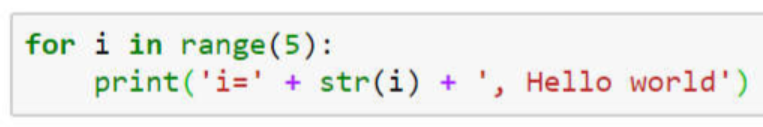 for i in range(5):
    print('i=' + str(i) + ', Hello world')